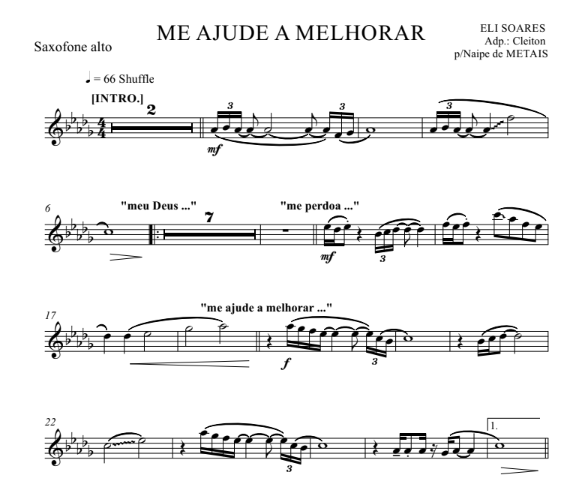 ME AJUDE A MELHORAR
ELI SOARES
Adp.: Cleiton
p/Naipe de METAIS
Saxofone alto
♩ = 66 Shuffle
[INTRO.]
2
3
3
3
mf
6
"meu Deus ..."
"me perdoa ..."
7
mf
3
17
"me ajude a melhorar ..."
f
3
22
1.
3